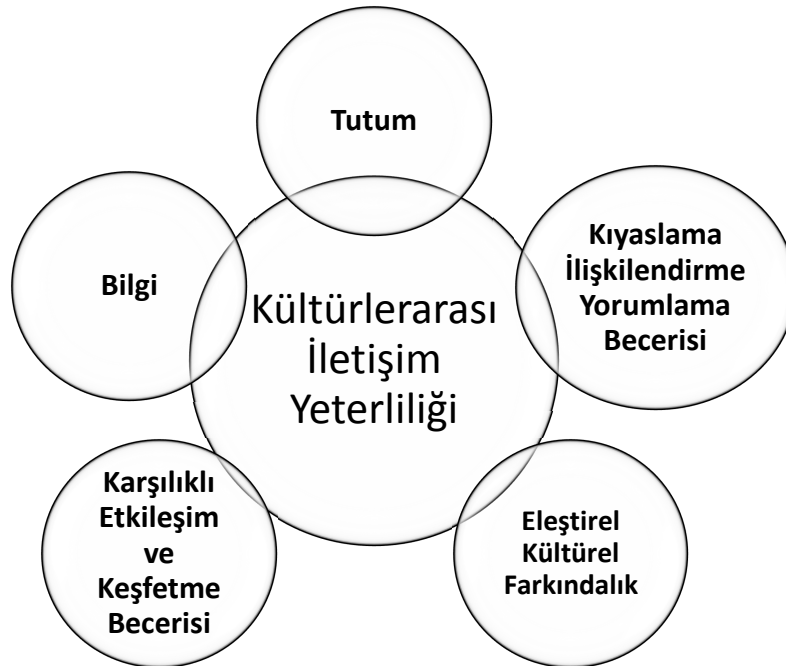 Tutum
Kıyaslama
İlişkilendirme
Yorumlama
Becerisi
Bilgi
Kültürlerarası
İletişim
Yeterliliği
Karşılıklı
Etkileşim
ve
Keşfetme
Becerisi
Eleştirel
Kültürel
Farkındalık